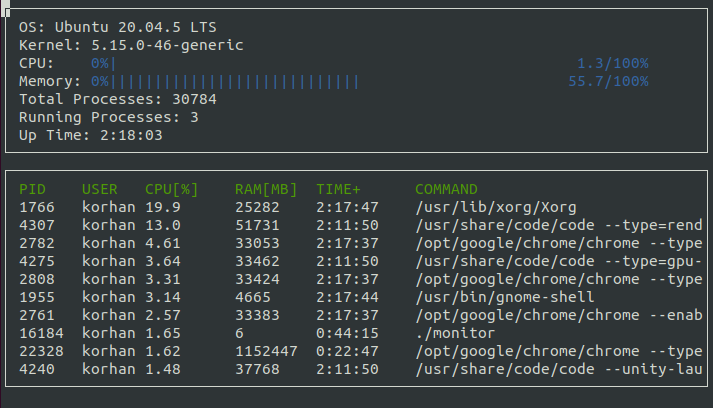 OS: Ubuntu 20.04.5 LTS
Kernel: 5.15.0-46-generic
CPU: 0%| 1.3/100%
Memory: 0%|||||||||||||||||||||||||||| 55.7/100%
Total Processes: 30784
Running Processes: 3
Up Time: 2:18:03
PID USER CPU[%] RAM[MB] TIME+ COMMAND
1766 korhan 19.9 25282 2:17:47 /usr/lib/xorg/Xorg
4307 korhan 13.0 51731 2:11:50 /usr/share/code/code --type=rend
2782 korhan 4.61 33053 2:17:37 /opt/google/chrome/chrome --type
4275 korhan 3.64 33462 2:11:50 /usr/share/code/code --type=gpu-
2808 korhan 3.31 33424 2:17:37 /opt/google/chrome/chrome --type
1955 korhan 3.14 4665 2:17:44 /usr/bin/gnome-shell
2761 korhan 2.57 33383 2:17:37 /opt/google/chrome/chrome --enab
16184 korhan 1.65 6 0:44:15 ./monitor
22328 korhan 1.62 1152447 0:22:47 /opt/google/chrome/chrome --type
4240 korhan 1.48 37768 2:11:50 /usr/share/code/code --unity-lau